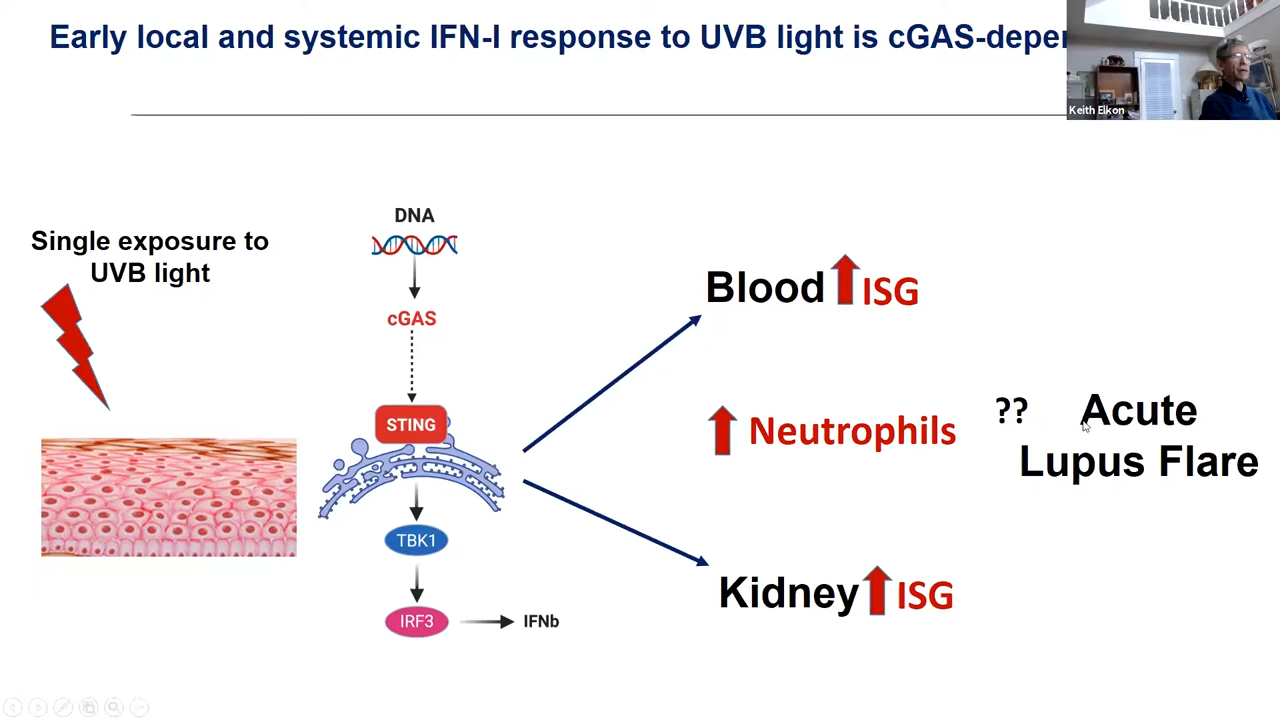 Early local and systemic IFN-I response to UVB light is cGAS-depen
Keith Elkon
Single exposure to
UVB light
DNA
cGAS
STING
TBK1
IRF3
IFNb
Blood ISG
Neutrophils
Kidney ISG
??
Acute
Lupus Flare